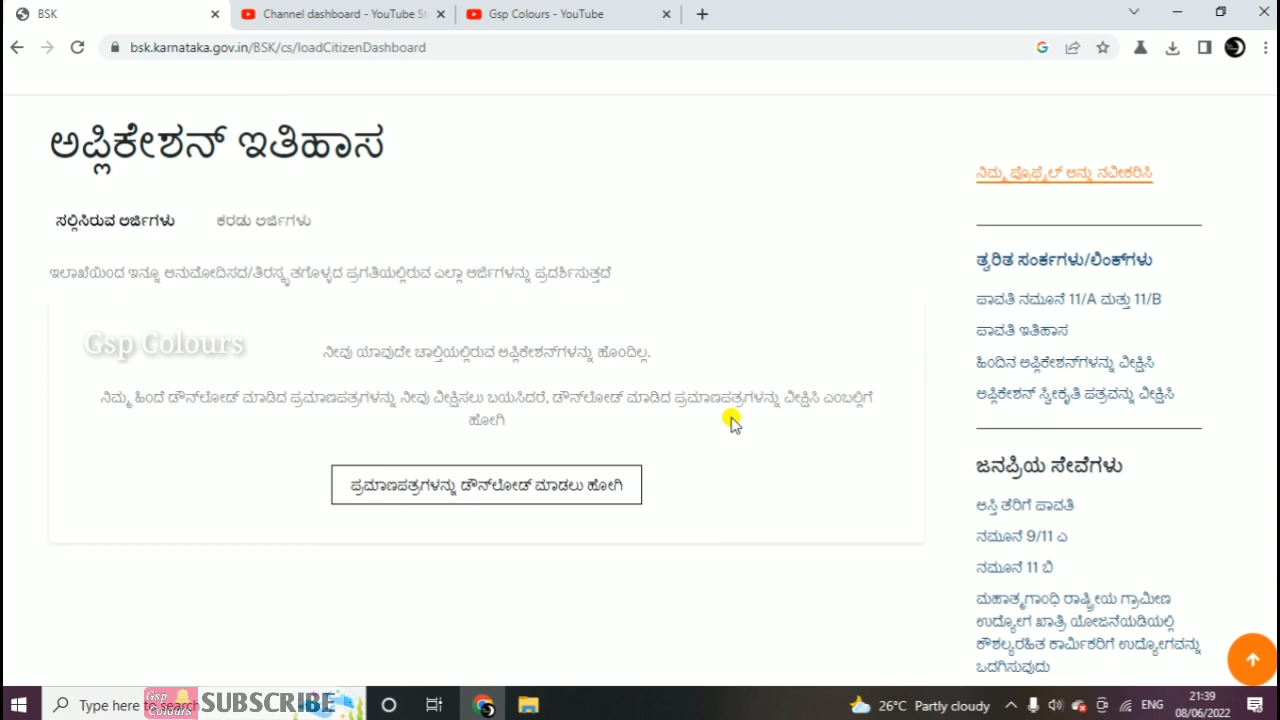 BSK
Channel dashboard - YouTube St
Gsp Colours - YouTube
bsk.karnataka.gov.in/BSK/cs/loadCitizenDashboard
ಅಪ್ಲಿಕೇಶನ್ ಇತಿಹಾಸ
ಸಲ್ಲಿಸಿರುವ ಅರ್ಜಿಗಳು
ಕರಡು ಅರ್ಜಿಗಳು
ಇಲಾಖೆಯಿಂದ ಇನ್ನೂ ಅನುಮೋದಿಸದ/ತಿರಸ್ಕೃತಗೊಳ್ಳದ ಪ್ರಗತಿಯಲ್ಲಿರುವ ಎಲ್ಲಾ ಅರ್ಜಿಗಳನ್ನು ಪ್ರದರ್ಶಿಸುತ್ತದೆ
Gsp Colours
ನೀವು ಯಾವುದೇ ಚಾಲ್ತಿಯಲ್ಲಿರುವ ಅಪ್ಲಿಕೇಶನ್‌ಗಳನ್ನು ಹೊಂದಿಲ್ಲ.
ನಿಮ್ಮ ಹಿಂದೆ ಡೌನ್‌ಲೋಡ್ ಮಾಡಿದ ಪ್ರಮಾಣಪತ್ರಗಳನ್ನು ನೀವು ವೀಕ್ಷಿಸಲು ಬಯಸಿದರೆ, ಡೌನ್‌ಲೋಡ್ ಮಾಡಿದ ಪ್ರಮಾಣಪತ್ರಗಳನ್ನು ವೀಕ್ಷಿಸಿ ಎಂಬಲ್ಲಿಗೆ
ಹೋಗಿ
ಪ್ರಮಾಣಪತ್ರಗಳನ್ನು ಡೌನ್‌ಲೋಡ್ ಮಾಡಲು ಹೋಗಿ
ನಿಮ್ಮ ಪ್ರೊಫೈಲ್ ಅನ್ನು ನವೀಕರಿಸಿ
ತ್ವರಿತ ಸಂರ್ಕಗಳು/ಲಿಂಕ್‌ಗಳು
ಪಾವತಿ ನಮೂನೆ 11/A ಮತ್ತು 11/B
ಪಾವತಿ ಇತಿಹಾಸ
ಹಿಂದಿನ ಅಪ್ಲಿಕೇಶನ್‌ಗಳನ್ನು ವೀಕ್ಷಿಸಿ
ಅಪ್ಲಿಕೇಶನ್ ಸ್ವೀಕೃತಿ ಪತ್ರವನ್ನು ವೀಕ್ಷಿಸಿ
ಜನಪ್ರಿಯ ಸೇವೆಗಳು
ಆಸ್ತಿ ತೆರಿಗೆ ಪಾವತಿ
ನಮೂನೆ 9/11 ಎ
ನಮೂನೆ 11 ಬಿ
ಮಹಾತ್ಮಗಾಂಧಿ ರಾಷ್ಟ್ರೀಯ ಗ್ರಾಮೀಣ
ಉದ್ಯೋಗ ಖಾತ್ರಿ ಯೋಜನೆಯಡಿಯಲ್ಲಿ
ಕೌಶಲ್ಯರಹಿತ ಕಾರ್ಮಿಕರಿಗೆ ಉದ್ಯೋಗವನ್ನು
ಒದಗಿಸುವುದು
Type here to search
Gsp
Colours
SUBSCRIBE
26°C Partly cloudy
ENG
21:39
08/06/2022